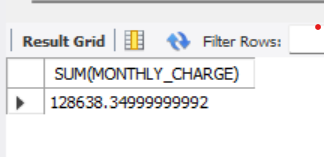 Result Grid Filter Rows:
SUM(MONTHLY_CHARGE)
128638.34999999992